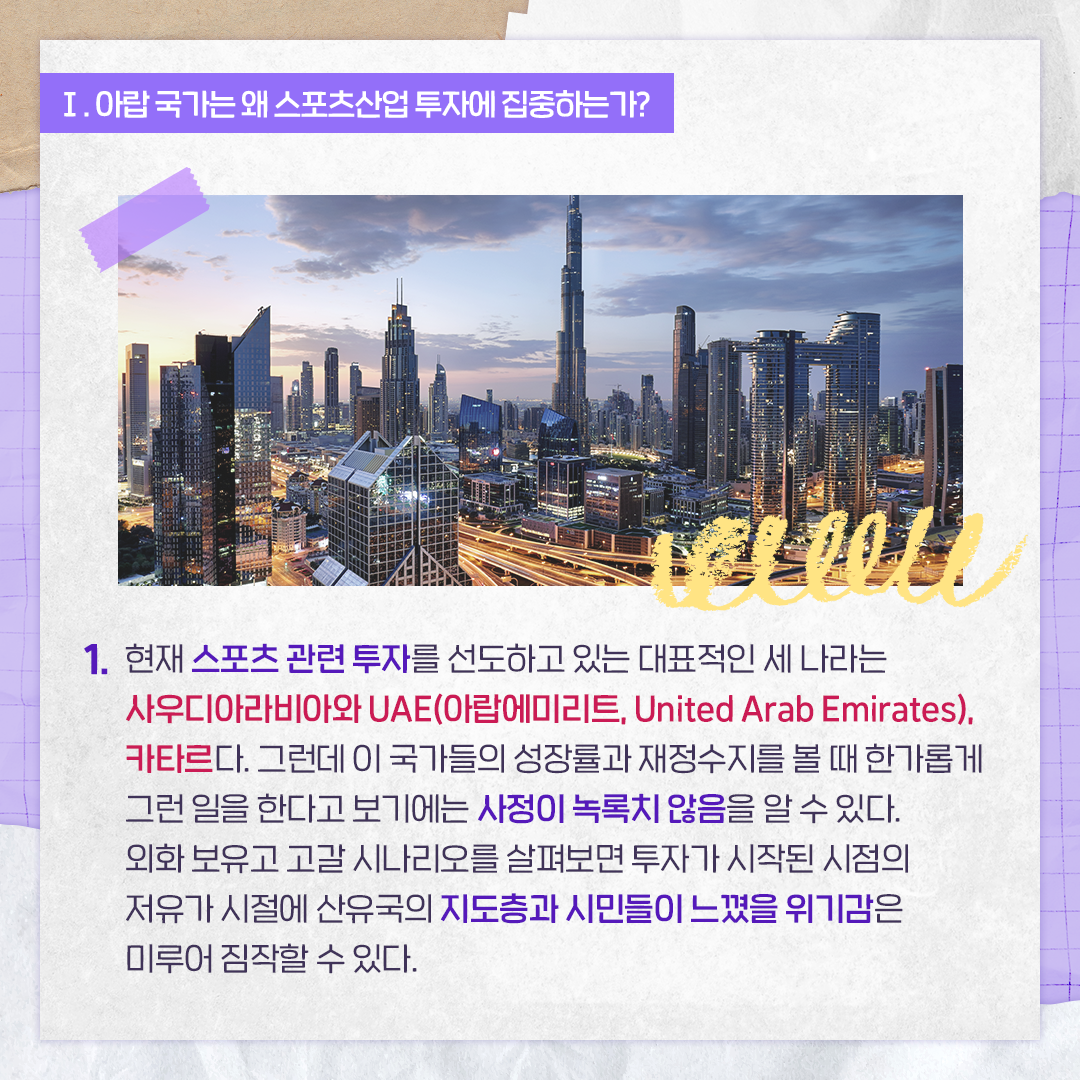 Ⅰ. 아랍 국가는 왜 스포츠산업 투자에 집중하는가?
1. 현재 스포츠 관련 투자를 선도하고 있는 대표적인 세 나라는
사우디아라비아와 UAE(아랍에미리트, United Arab Emirates),
카타르다. 그런데 이 국가들의 성장률과 재정수지를 볼 때 한가롭게
그런 일을 한다고 보기에는 사정이 녹록치 않음을 알 수 있다.
외화 보유고 고갈 시나리오를 살펴보면 투자가 시작된 시점의
저유가 시절에 산유국의 지도층과 시민들이 느꼈을 위기감은
미루어 짐작할 수 있다.